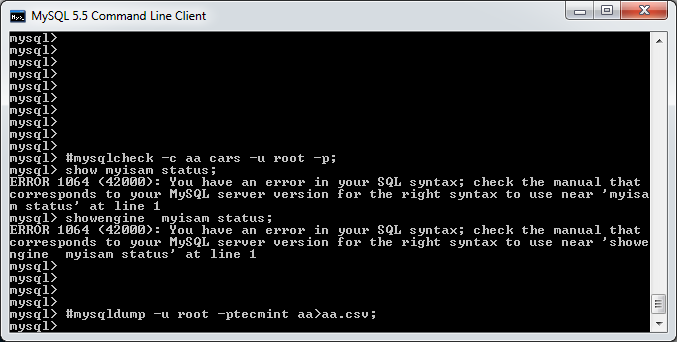 MySQL 5.5 Command Line Client
mysql>
mysql>
mysql>
mysql>
mysql>
mysql>
mysql>
mysql>
mysql>
mysql>
mysql> #mysqlcheck -c aa cars -u root -p;
mysql> show myisam status;
ERROR 1064 (42000): You have an error in your SQL syntax; check the manual that
corresponds to your MySQL server version for the right syntax to use near 'myisa
m status' at line 1
mysql> showengine  myisam status;
ERROR 1064 (42000): You have an error in your SQL syntax; check the manual that
corresponds to your MySQL server version for the right syntax to use near 'showe
ngine  myisam status' at line 1
mysql>
mysql>
mysql>
mysql>
mysql> #mysqldump -u root -ptecmint aa>aa.csv;
mysql>